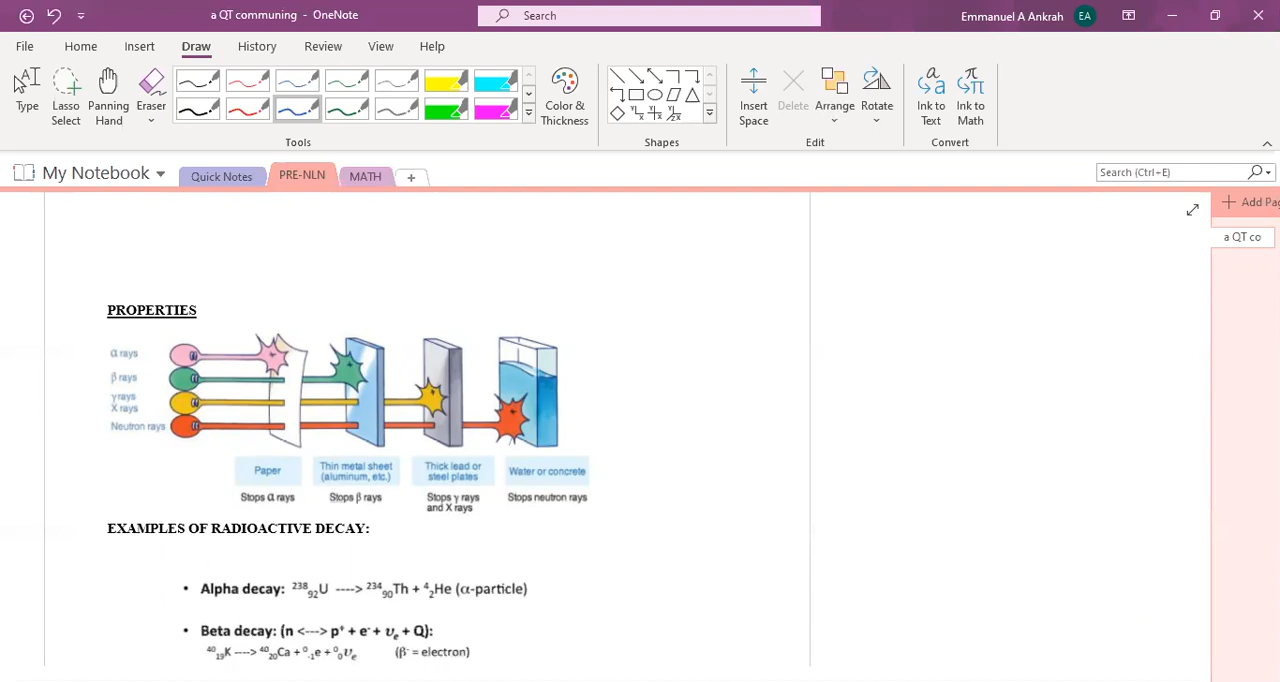 a QT communing - OneNote
Search
Emmanuel A Ankrah
EA
File
Home
Insert
Draw
History
Review
View
Help
Type
Lasso Select
Panning Hand
Eraser
Color & Thickness
Insert Space
Delete
Arrange
Rotate
Ink to Text
Ink to Math
Tools
Shapes
Edit
Convert
My Notebook
Quick Notes
PRE-NLN
MATH
+
Search (Ctrl+E)
Add Pag
a QT co
PROPERTIES
α rays
β rays
γ rays
X rays
Neutron rays
Paper
Thin metal sheet (aluminum, etc.)
Thick lead or steel plates
Water or concrete
Stops α rays
Stops β rays
Stops γ rays and X rays
Stops neutron rays
EXAMPLES OF RADIOACTIVE DECAY:
• Alpha decay: ²³⁸₉₂U ----> ²³⁴₉₀Th + ⁴₂He (α-particle)
• Beta decay: (n <---> p⁺ + e⁻ + υₑ + Q):
⁴⁰₁₉K ----> ⁴⁰₂₀Ca + ⁰₋₁e + ⁰₀υₑ (β⁻ = electron)